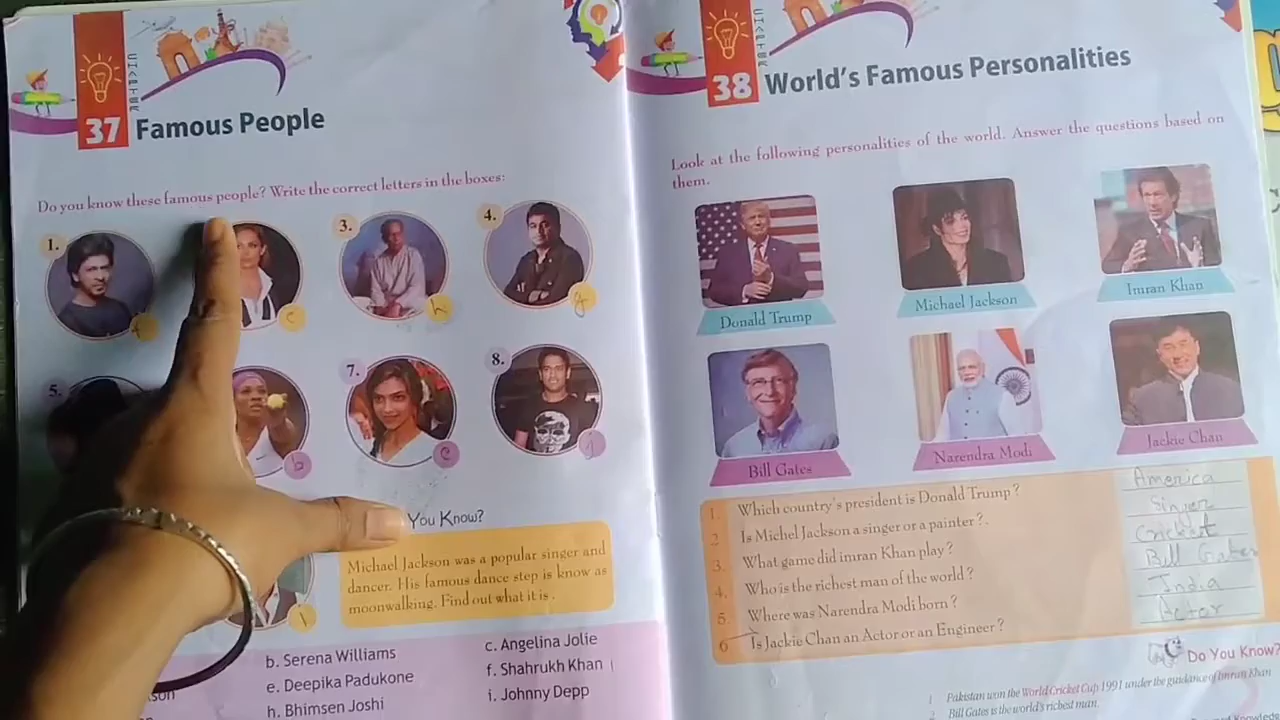 CHAPTER
37 Famous People
Do you know these famous people? Write the correct letters in the boxes:
1.
3.
4.
c
h
g
5.
7.
8.
b
e
j
You Know?
Michael Jackson was a popular singer and
dancer. His famous dance step is know as
moonwalking. Find out what it is .
b. Serena Williams
c. Angelina Jolie
e. Deepika Padukone
f. Shahrukh Khan
h. Bhimsen Joshi
i. Johnny Depp
CHAPTER
38 World's Famous Personalities
Look at the following personalities of the world. Answer the questions based on
them.
Donald Trump
Michael Jackson
Imran Khan
Bill Gates
Narendra Modi
Jackie Chan
1. Which country's president is Donald Trump? America
2 Is Michel Jackson a singer or a painter?. Singer
3. What game did imran Khan play? Cricket
4. Who is the richest man of the world? Bill Gates
5. Where was Narendra Modi born? India
6 Is Jackie Chan an Actor or an Engineer? Actor
Do You Know?
1 Pakistan won the World Cricket Cup 1991 under the guidance of Imran Khan
2 Bill Gates is the world's richest man.